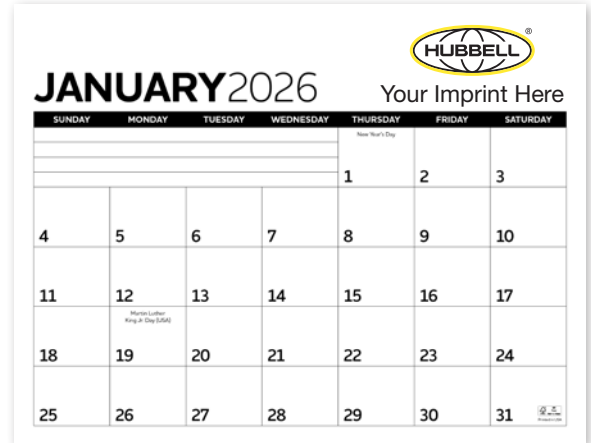 HUBBELL®
JANUARY2026
Your Imprint Here
SUNDAY MONDAY TUESDAY WEDNESDAY THURSDAY FRIDAY SATURDAY
New Year's Day
1 2 3
4 5 6 7 8 9 10
11 12 13 14 15 16 17
Martin Luther
King Jr Day (USA)
18 19 20 21 22 23 24
25 26 27 28 29 30 31